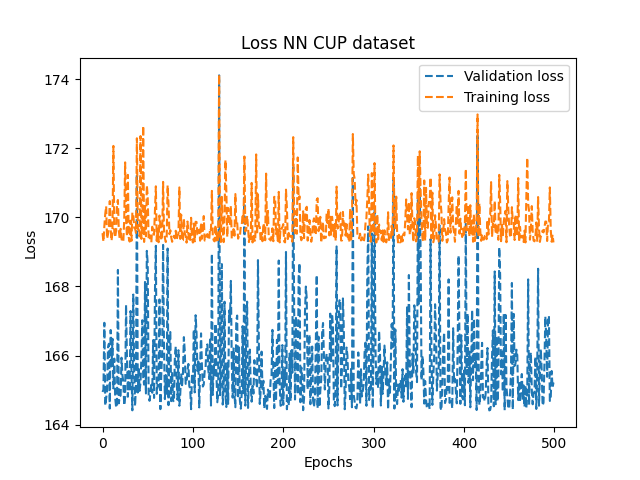 Loss NN CUP dataset
Validation loss
Training loss
174
172
170
168
166
164
Loss
0
100
200
300
400
500
Epochs